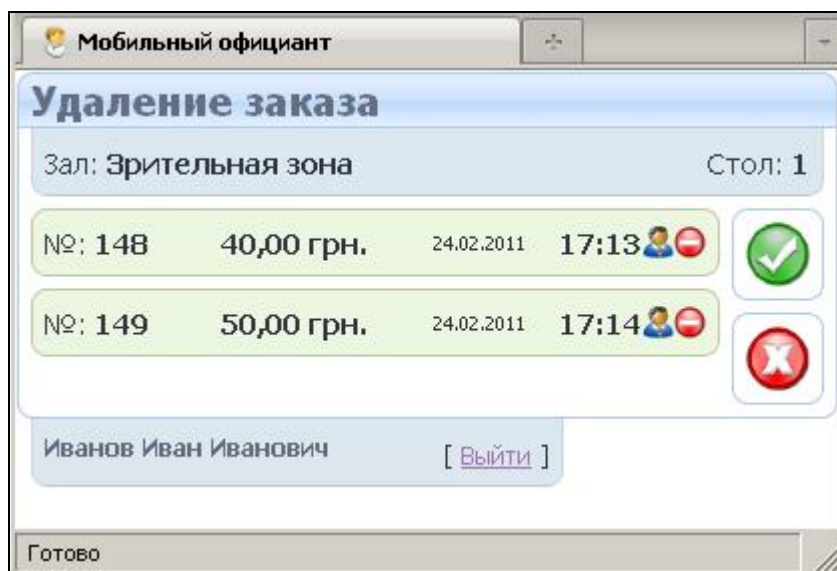 Мобильный официант
Удаление заказа
Зал: Зрительная зона Стол: 1
№: 148 40,00 грн. 24.02.2011 17:13
№: 149 50,00 грн. 24.02.2011 17:14
Иванов Иван Иванович [ Выйти ]
Готово